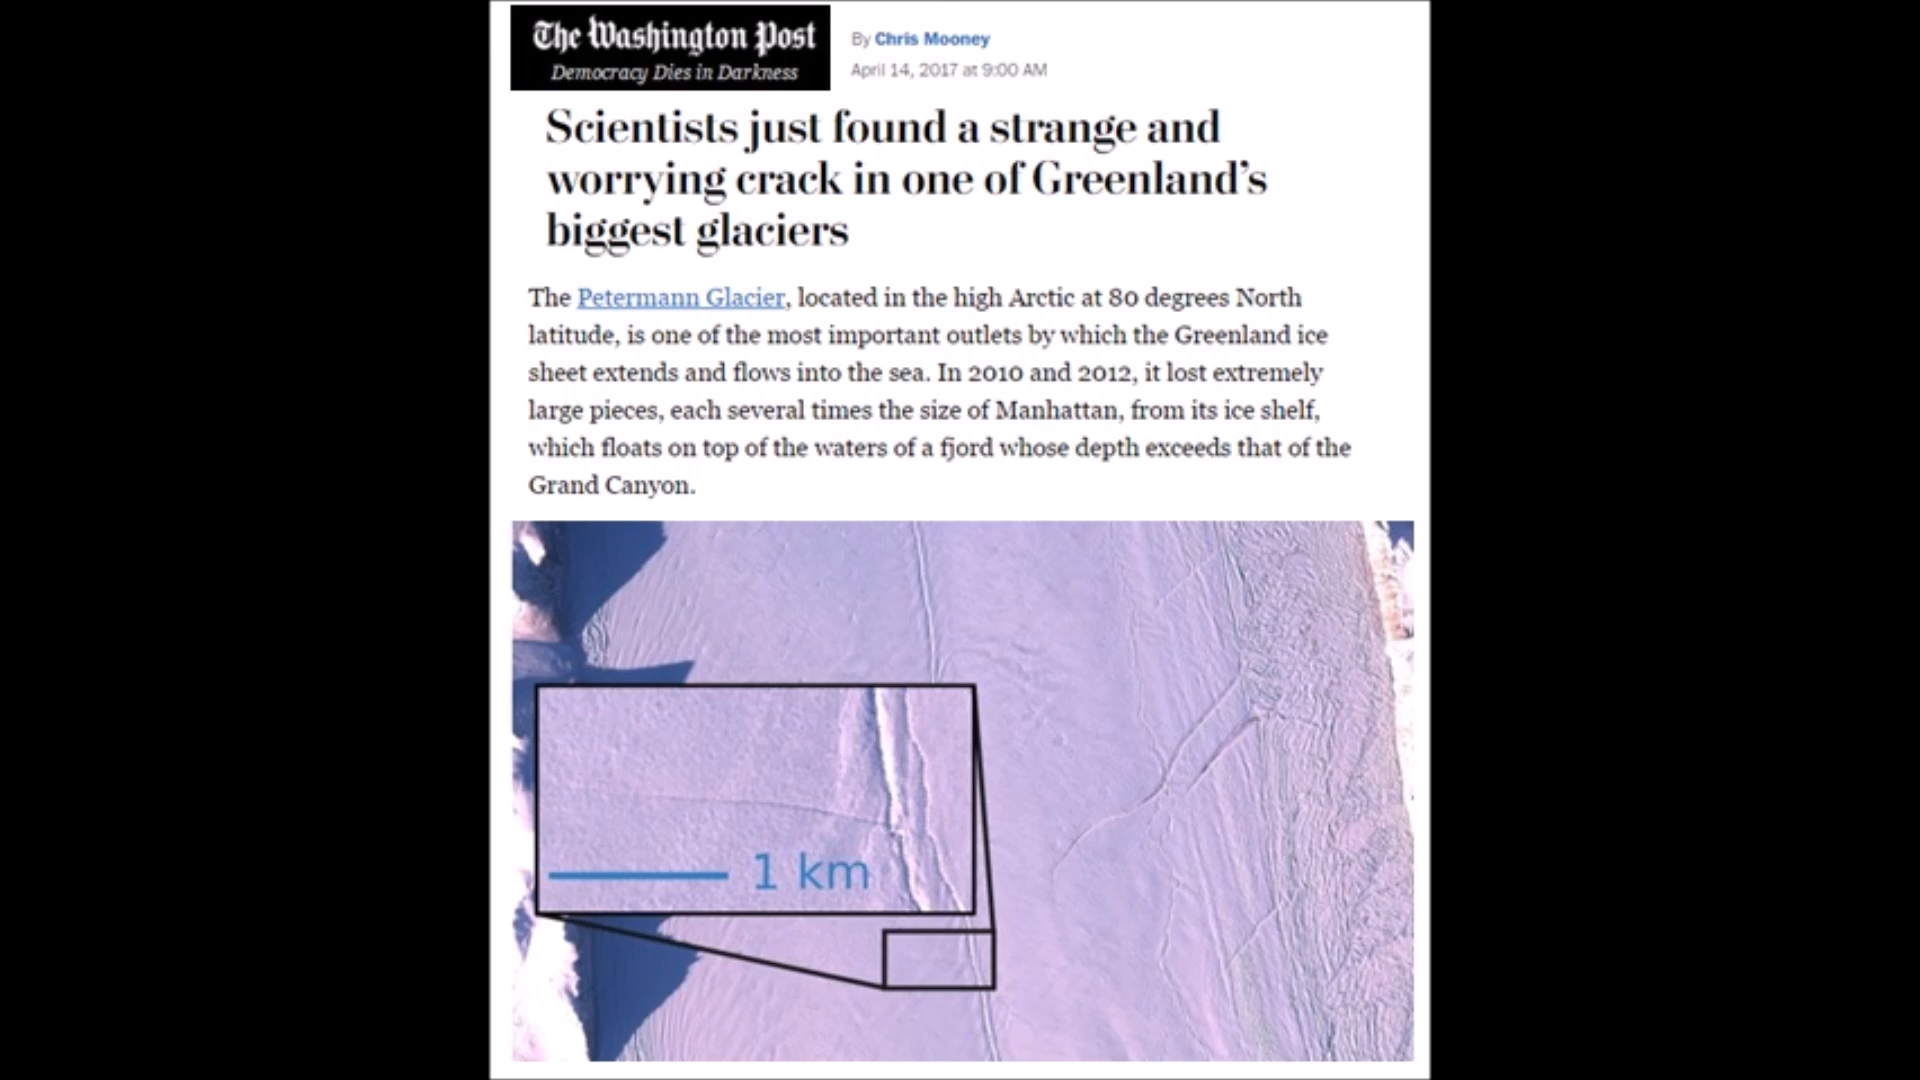 The Washington Post
Democracy Dies in Darkness
By Chris Mooney
April 14, 2017 at 9:00 AM
Scientists just found a strange and
worrying crack in one of Greenland's
biggest glaciers
The Petermann Glacier, located in the high Arctic at 80 degrees North
latitude, is one of the most important outlets by which the Greenland ice
sheet extends and flows into the sea. In 2010 and 2012, it lost extremely
large pieces, each several times the size of Manhattan, from its ice shelf,
which floats on top of the waters of a fjord whose depth exceeds that of the
Grand Canyon.
1 km